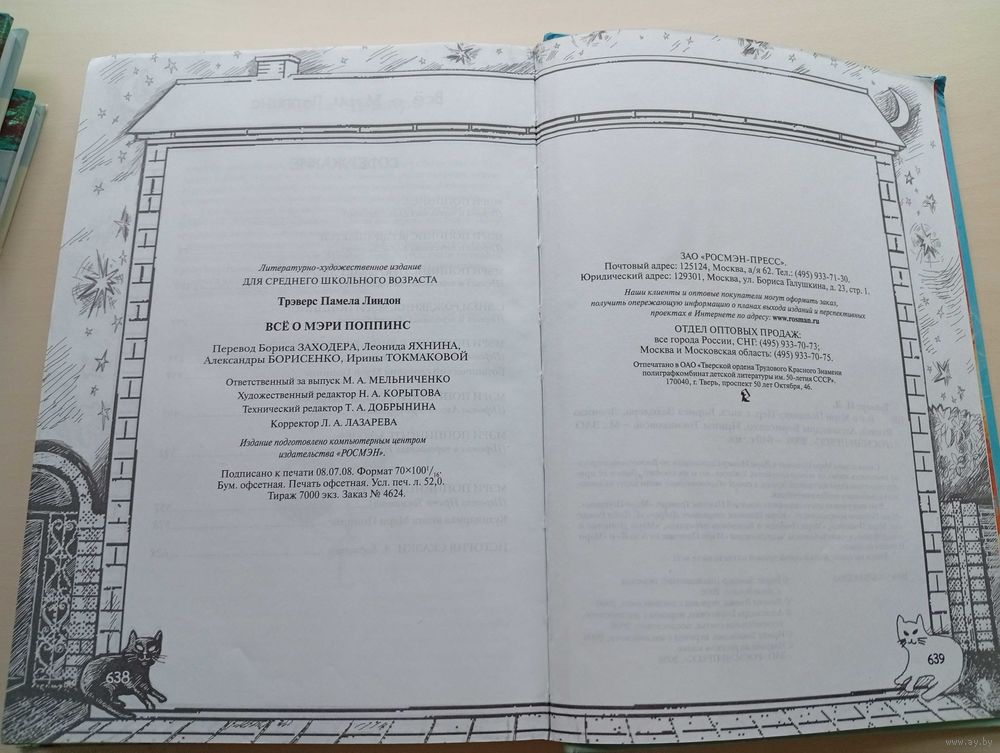 Литературно-художественное издание
ДЛЯ СРЕДНЕГО ШКОЛЬНОГО ВОЗРАСТА
Трэверс Памела Линдон
ВСЁ О МЭРИ ПОППИНС
Перевод Бориса ЗАХОДЕРА, Леонида ЯХНИНА,
Александры БОРИСЕНКО, Ирины ТОКМАКОВОЙ
Ответственный за выпуск М. А. МЕЛЬНИЧЕНКО
Художественный редактор Н. А. КОРЫТОВА
Технический редактор Т. А. ДОБРЫНИНА
Корректор Л. А. ЛАЗАРЕВА
Издание подготовлено компьютерным центром
издательства «РОСМЭН».
Подписано к печати 08.07.08. Формат 70×100 1/16.
Бум. офсетная. Печать офсетная. Усл. печ. л. 52,0.
Тираж 7000 экз. Заказ № 4624.
638
ЗАО «РОСМЭН-ПРЕСС».
Почтовый адрес: 125124, Москва, а/я 62. Тел.: (495) 933-71-30.
Юридический адрес: 129301, Москва, ул. Бориса Галушкина, д. 23, стр. 1.
Наши клиенты и оптовые покупатели могут оформить заказ,
получить опережающую информацию о планах выхода изданий и перспективных
проектах в Интернете по адресу: www.rosman.ru
ОТДЕЛ ОПТОВЫХ ПРОДАЖ:
все города России, СНГ: (495) 933-70-73;
Москва и Московская область: (495) 933-70-75.
Отпечатано в ОАО «Тверской ордена Трудового Красного Знамени
полиграфкомбинат детской литературы им. 50-летия СССР».
170040, г. Тверь, проспект 50 лет Октября, 46.
639
www.ay.by